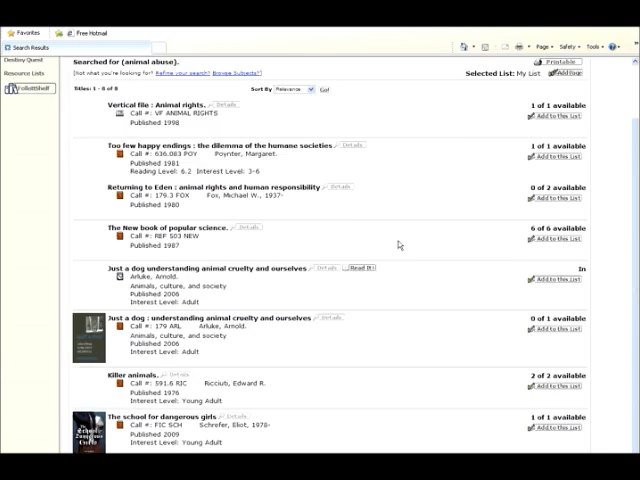 Favorites Free Hotmail
Search Results
Page Safety Tools
Destiny Quest
Resource Lists
FollettShelf
Searched for (animal abuse).
Printable
[Not what you're looking for? Refine your search? Browse Subjects?]
Selected List: My List
Titles: 1 - 8 of 8
Sort By Relevance Go!
Vertical file : Animal rights. Details
1 of 1 available
Call #: VF ANIMAL RIGHTS
Add to this List
Published 1998
Too few happy endings : the dilemma of the humane societies Details
1 of 1 available
Call #: 636.083 POY Poynter, Margaret.
Add to this List
Published 1981
Reading Level: 6.2 Interest Level: 3-6
Returning to Eden : animal rights and human responsibility Details
0 of 2 available
Call #: 179.3 FOX Fox, Michael W., 1937-
Add to this List
Published 1980
The New book of popular science. Details
6 of 6 available
Call #: REF 503 NEW
Add to this List
Published 1987
Just a dog understanding animal cruelty and ourselves Details Read It!
In
Arluke, Arnold.
Add to this List
Animals, culture, and society
Published 2006
Interest Level: Adult
Just a dog : understanding animal cruelty and ourselves Details
0 of 1 available
Call #: 179 ARL Arluke, Arnold.
Add to this List
Animals, culture, and society
Published 2006
Interest Level: Adult
Killer animals. Details
2 of 2 available
Call #: 591.6 RIC Ricciuti, Edward R.
Add to this List
Published 1976
Interest Level: Young Adult
The school for dangerous girls Details
1 of 1 available
Call #: FIC SCH Schrefer, Eliot, 1978-
Add to this List
Published 2009
Interest Level: Young Adult